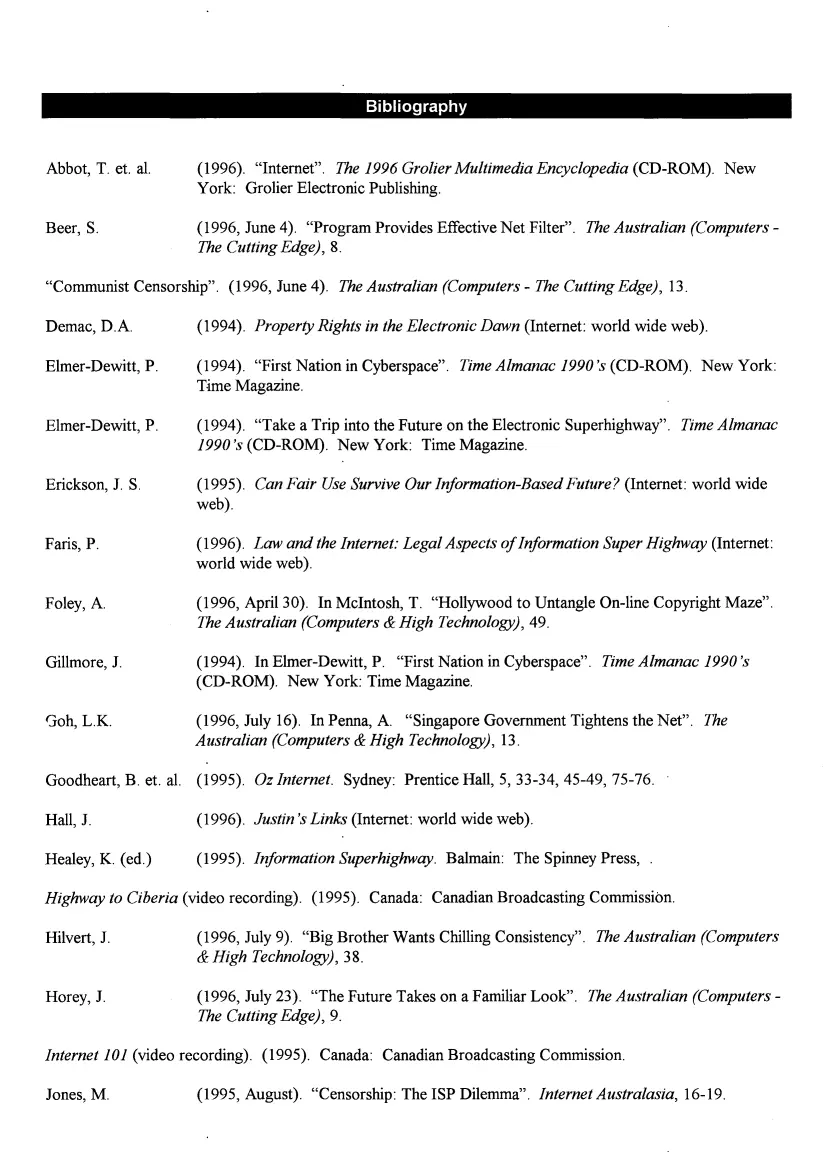 Bibliography
Abbot, T. et. al. (1996). “Internet”. The 1996 Grolier Multimedia Encyclopedia (CD-ROM). New
York: Grolier Electronic Publishing.
Beer, S. (1996, June 4). “Program Provides Effective Net Filter”. The Australian (Computers -
The Cutting Edge), 8.
“Communist Censorship”. (1996, June 4). The Australian (Computers - The Cutting Edge), 13.
Demac, D.A. (1994). Property Rights in the Electronic Dawn (Internet: world wide web).
Elmer-Dewitt, P. (1994). “First Nation in Cyberspace”. Time Almanac 1990's (CD-ROM). New York:
Time Magazine.
Elmer-Dewitt, P. (1994). “Take a Trip into the Future on the Electronic Superhighway”. Time Almanac
1990's (CD-ROM). New York: Time Magazine.
Erickson, J. S. (1995). Can Fair Use Survive Our Information-Based Future? (Internet: world wide
web).
Faris, P. (1996). Law and the Internet: Legal Aspects of Information Super Highway (Internet:
world wide web).
Foley, A. (1996, April 30). In McIntosh, T. “Hollywood to Untangle On-line Copyright Maze”.
The Australian (Computers & High Technology), 49.
Gillmore, J. (1994). In Elmer-Dewitt, P. “First Nation in Cyberspace”. Time Almanac 1990's
(CD-ROM). New York: Time Magazine.
Goh, L.K. (1996, July 16). In Penna, A. “Singapore Government Tightens the Net”. The
Australian (Computers & High Technology), 13.
Goodheart, B. et. al. (1995). Oz Internet. Sydney: Prentice Hall, 5, 33-34, 45-49, 75-76.
Hall, J. (1996). Justin's Links (Internet: world wide web).
Healey, K. (ed.) (1995). Information Superhighway. Balmain: The Spinney Press, .
Highway to Ciberia (video recording). (1995). Canada: Canadian Broadcasting Commission.
Hilvert, J. (1996, July 9). “Big Brother Wants Chilling Consistency”. The Australian (Computers
& High Technology), 38.
Horey, J. (1996, July 23). “The Future Takes on a Familiar Look”. The Australian (Computers -
The Cutting Edge), 9.
Internet 101 (video recording). (1995). Canada: Canadian Broadcasting Commission.
Jones, M. (1995, August). “Censorship: The ISP Dilemma”. Internet Australasia, 16-19.